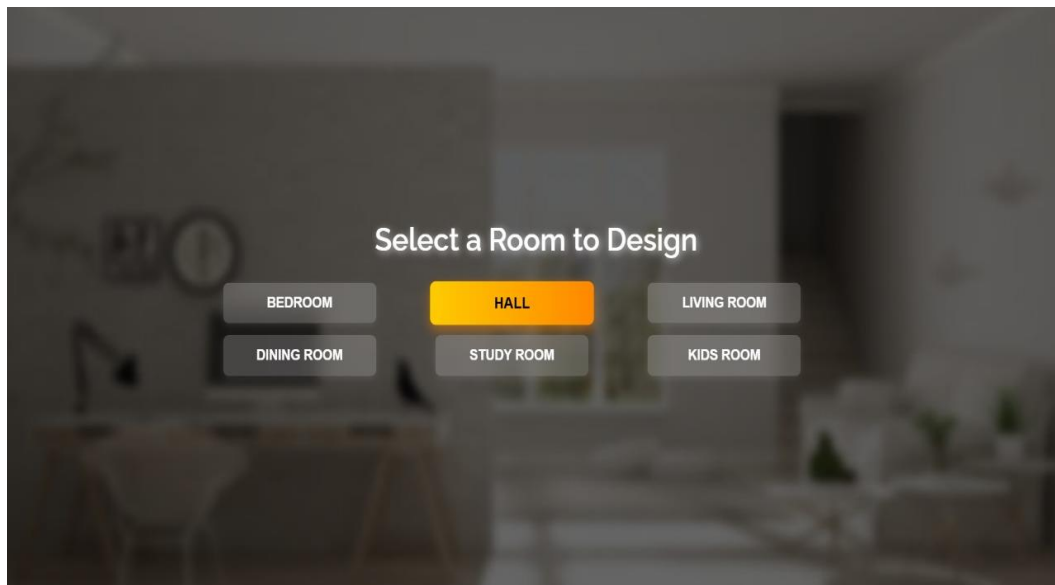 Select a Room to Design
BEDROOM HALL LIVING ROOM
DINING ROOM STUDY ROOM KIDS ROOM